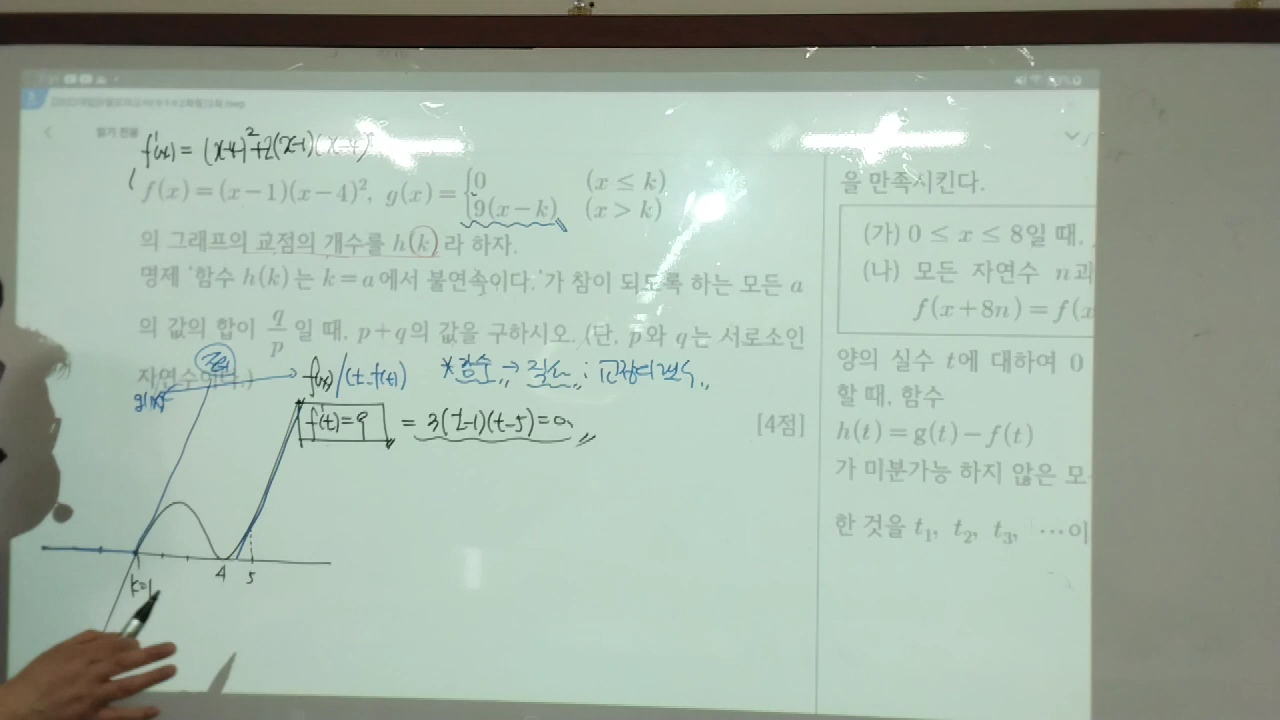 읽기 전용
f'(x) = (x-4)²+2(x-1)(x-4)
f(x) = (x-1)(x-4)², g(x) = { 0 (x ≤ k)
9(x-k) (x > k)
의 그래프의 교점의 개수를 h(k)라 하자.
명제 '함수 h(k)는 k=a에서 불연속이다.'가 참이 되도록 하는 모든 a
의 값의 합이 q/p 일 때, p+q의 값을 구하시오. (단, p와 q는 서로소인
자연수이다.)
[4점]
g(x)
f(x) / (t, f(t))
f'(t)=9 = 3(t-1)(t-5)=0
k=1
4
5
을 만족시킨다.
(가) 0 ≤ x ≤ 8일 때,
(나) 모든 자연수 n과
f(x+8n) = f(x
양의 실수 t에 대하여 0
할 때, 함수
h(t) = g(t) - f(t)
가 미분가능 하지 않은 모
한 것을 t₁, t₂, t₃, ⋯이